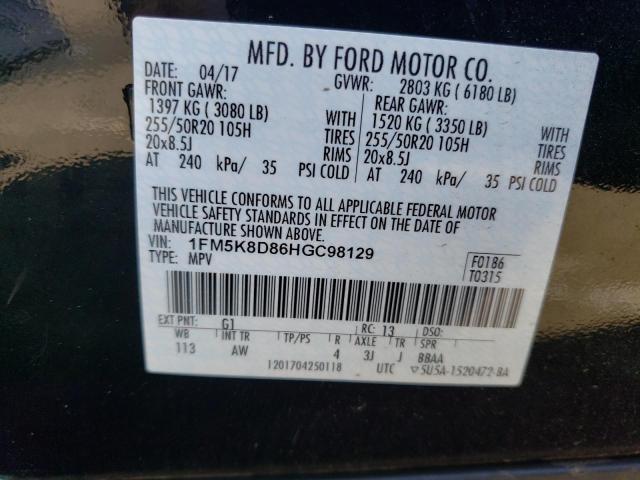 MFD. BY FORD MOTOR CO.
DATE: 04/17 GVWR: 2803 KG ( 6180 LB)
FRONT GAWR: REAR GAWR:
1397 KG ( 3080 LB) WITH 1520 KG ( 3350 LB) WITH
255/50R20 105H TIRES 255/50R20 105H TIRES
20x8.5J RIMS 20x8.5J RIMS
AT 240 kPa/ 35 PSI COLD AT 240 kPa/ 35 PSI COLD
THIS VEHICLE CONFORMS TO ALL APPLICABLE FEDERAL MOTOR
VEHICLE SAFETY STANDARDS IN EFFECT ON THE DATE OF
MANUFACTURE SHOWN ABOVE.
VIN: 1FM5K8D86HGC98129 F0186
TYPE: MPV T0315
EXT PNT: G1 RC: 13 DSO:
WB INT TR TP/PS R AXLE TR SPR
113 AW 4 3J J BBAA
1201704250118 UTC ▽5U5A-1520472-BA